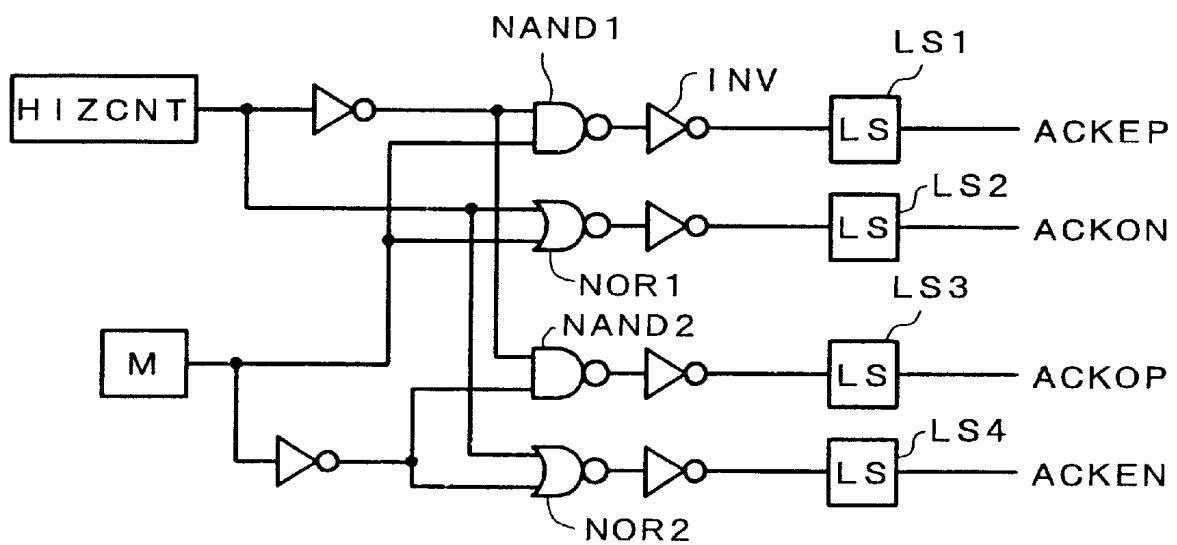 NAND1
LS1
INV
HIZCNT
LS
ACKEP
LS2
LS
ACKON
NOR1
LS3
NAND2
M
LS
ACKOP
LS4
LS
ACKEN
NOR2